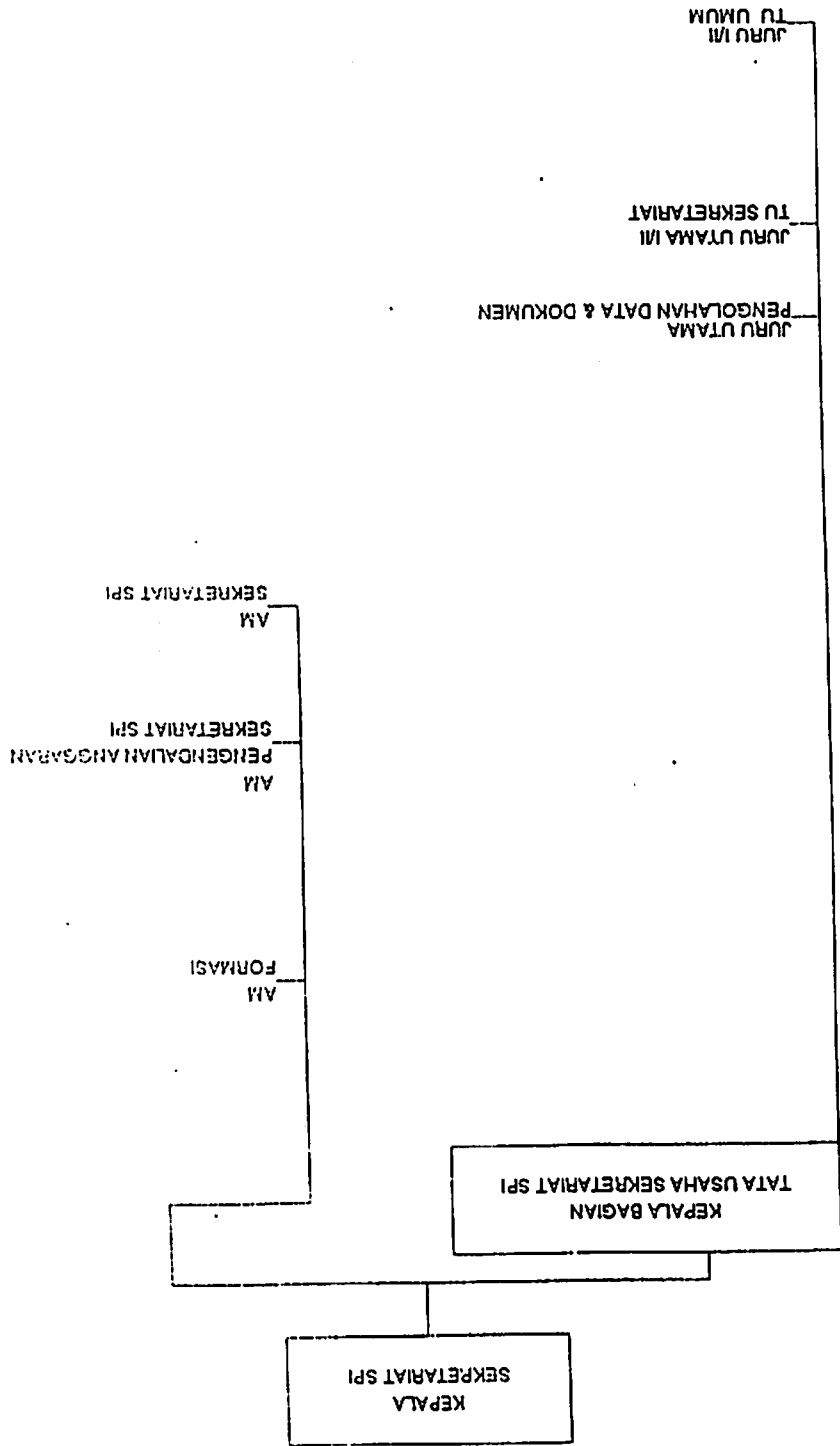 KEPALA
SEKRETARIAT SPI
KEPALA BAGIAN
TATA USAHA SEKRETARIAT SPI
JURU UTAMA
PENGOLAHAN DATA & DOKUMEN
JURU UTAMA I/II
TU SEKRETARIAT
JURU I/II
TU UMUM
AM
FORMASI
AM
PENGENDALIAN ANGGARAN
SEKRETARIAT SPI
AM
SEKRETARIAT SPI